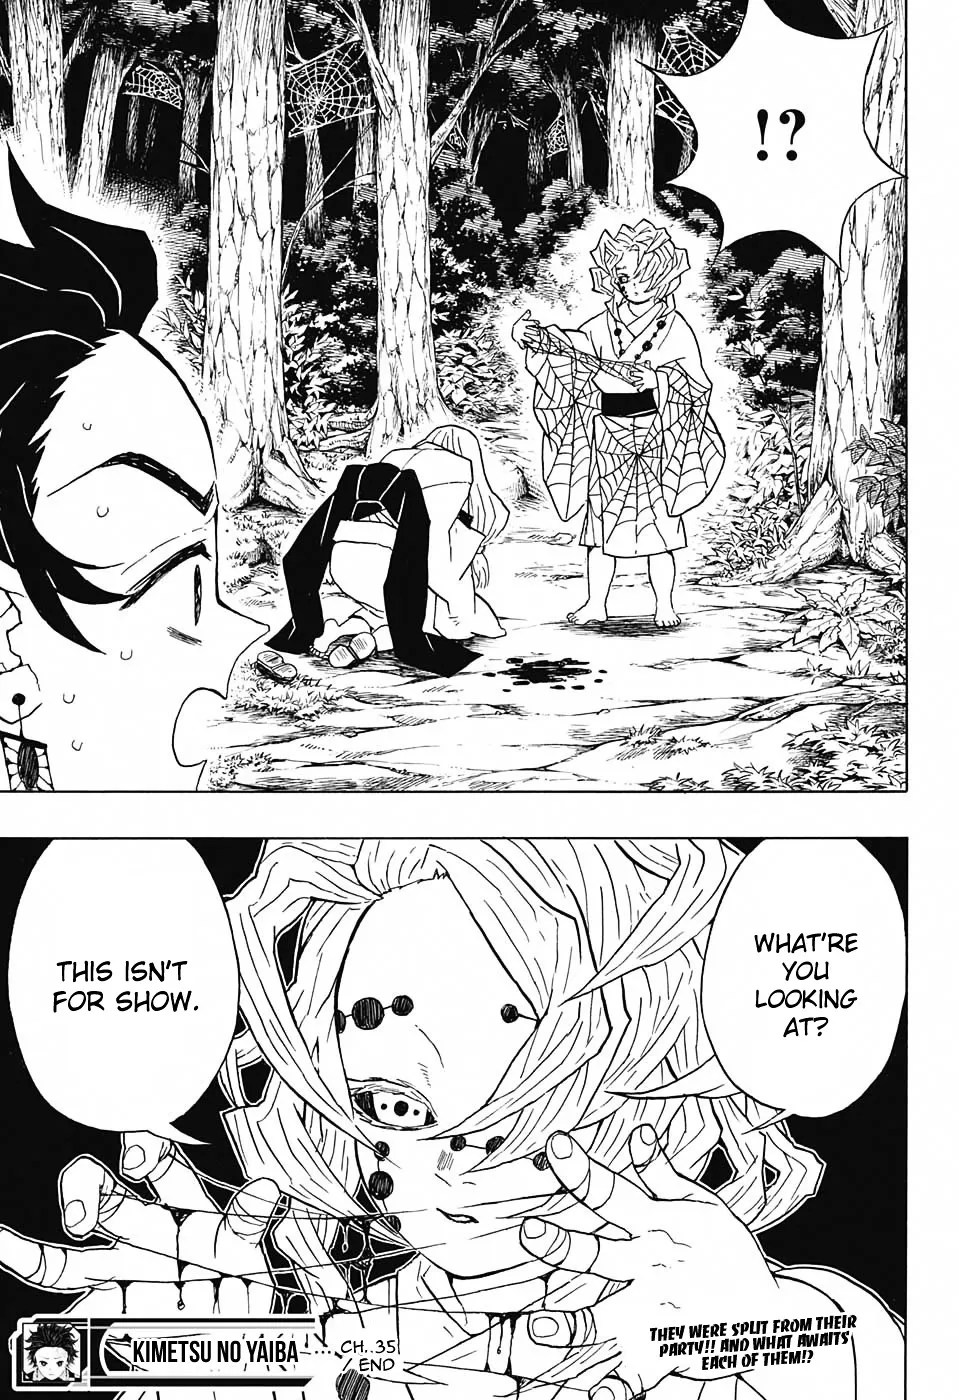 !?
WHAT'RE
YOU
LOOKING
AT?
THIS ISN'T
FOR SHOW.
THEY WERE SPLIT FROM THEIR
PARTY!! AND WHAT AWAITS
EACH OF THEM!?
KIMETSU NO YAIBA
CH. 35
END